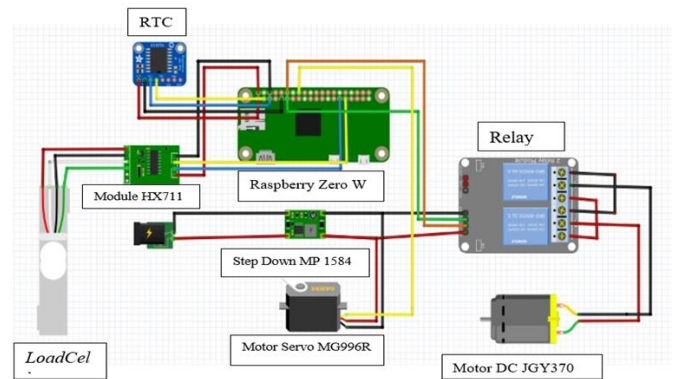 RTC
Relay
Module HX711
Raspberry Zero W
Step Down MP 1584
Motor Servo MG996R
LoadCel
Motor DC JGY370